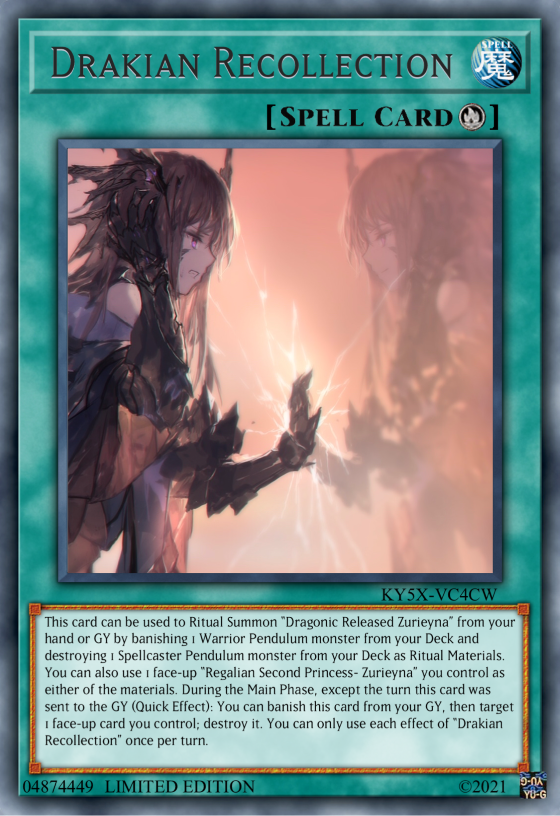 Drakian Recollection
SPELL
魔
[Spell Card]
KY5X-VC4CW
This card can be used to Ritual Summon "Dragonic Released Zurieyna" from your
hand or GY by banishing 1 Warrior Pendulum monster from your Deck and
destroying 1 Spellcaster Pendulum monster from your Deck as Ritual Materials.
You can also use 1 face-up "Regalian Second Princess- Zurieyna" you control as
either of the materials. During the Main Phase, except the turn this card was
sent to the GY (Quick Effect): You can banish this card from your GY, then target
1 face-up card you control; destroy it. You can only use each effect of "Drakian
Recollection" once per turn.
04874449 LIMITED EDITION ©2021
YU-G
YU-G